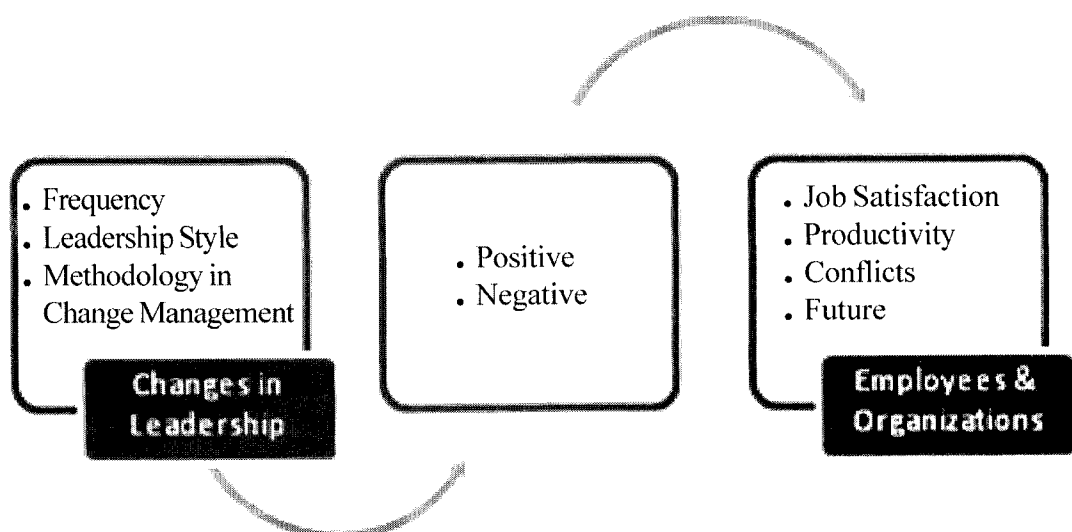 • Frequency
• Leadership Style
• Methodology in
Change Management
Changes in
Leadership
• Positive
• Negative
• Job Satisfaction
• Productivity
• Conflicts
• Future
Employees &
Organizations